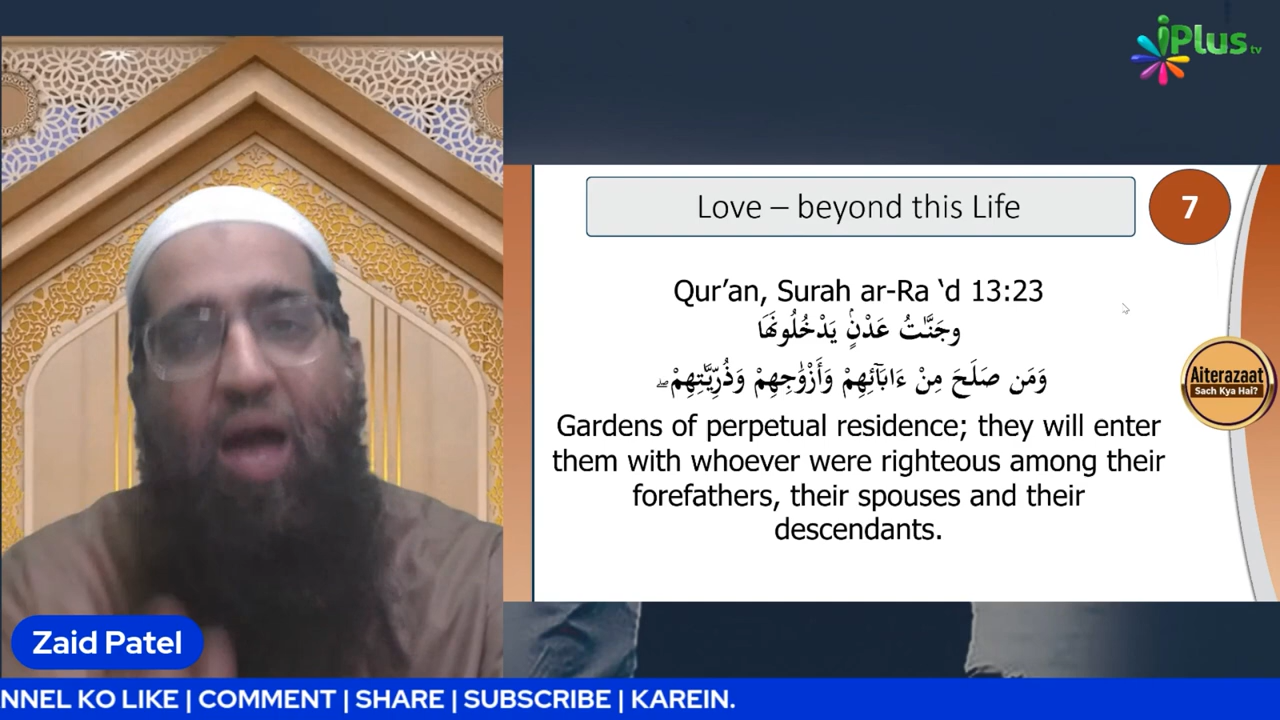 iPlus tv
Love – beyond this Life
7
Qur’an, Surah ar-Ra ‘d 13:23
وجَنَّـٰتُ عَدْنٍۢ يَدْخُلُونَهَا
وَمَن صَلَحَ مِنْ ءَابَآئِهِمْ وَأَزْوَٰجِهِمْ وَذُرِّيَّـٰتِهِمْ ۖ
Gardens of perpetual residence; they will enter
them with whoever were righteous among their
forefathers, their spouses and their
descendants.
Aiterazaat
Sach Kya Hai?
Zaid Patel
NNEL KO LIKE | COMMENT | SHARE | SUBSCRIBE | KAREIN.